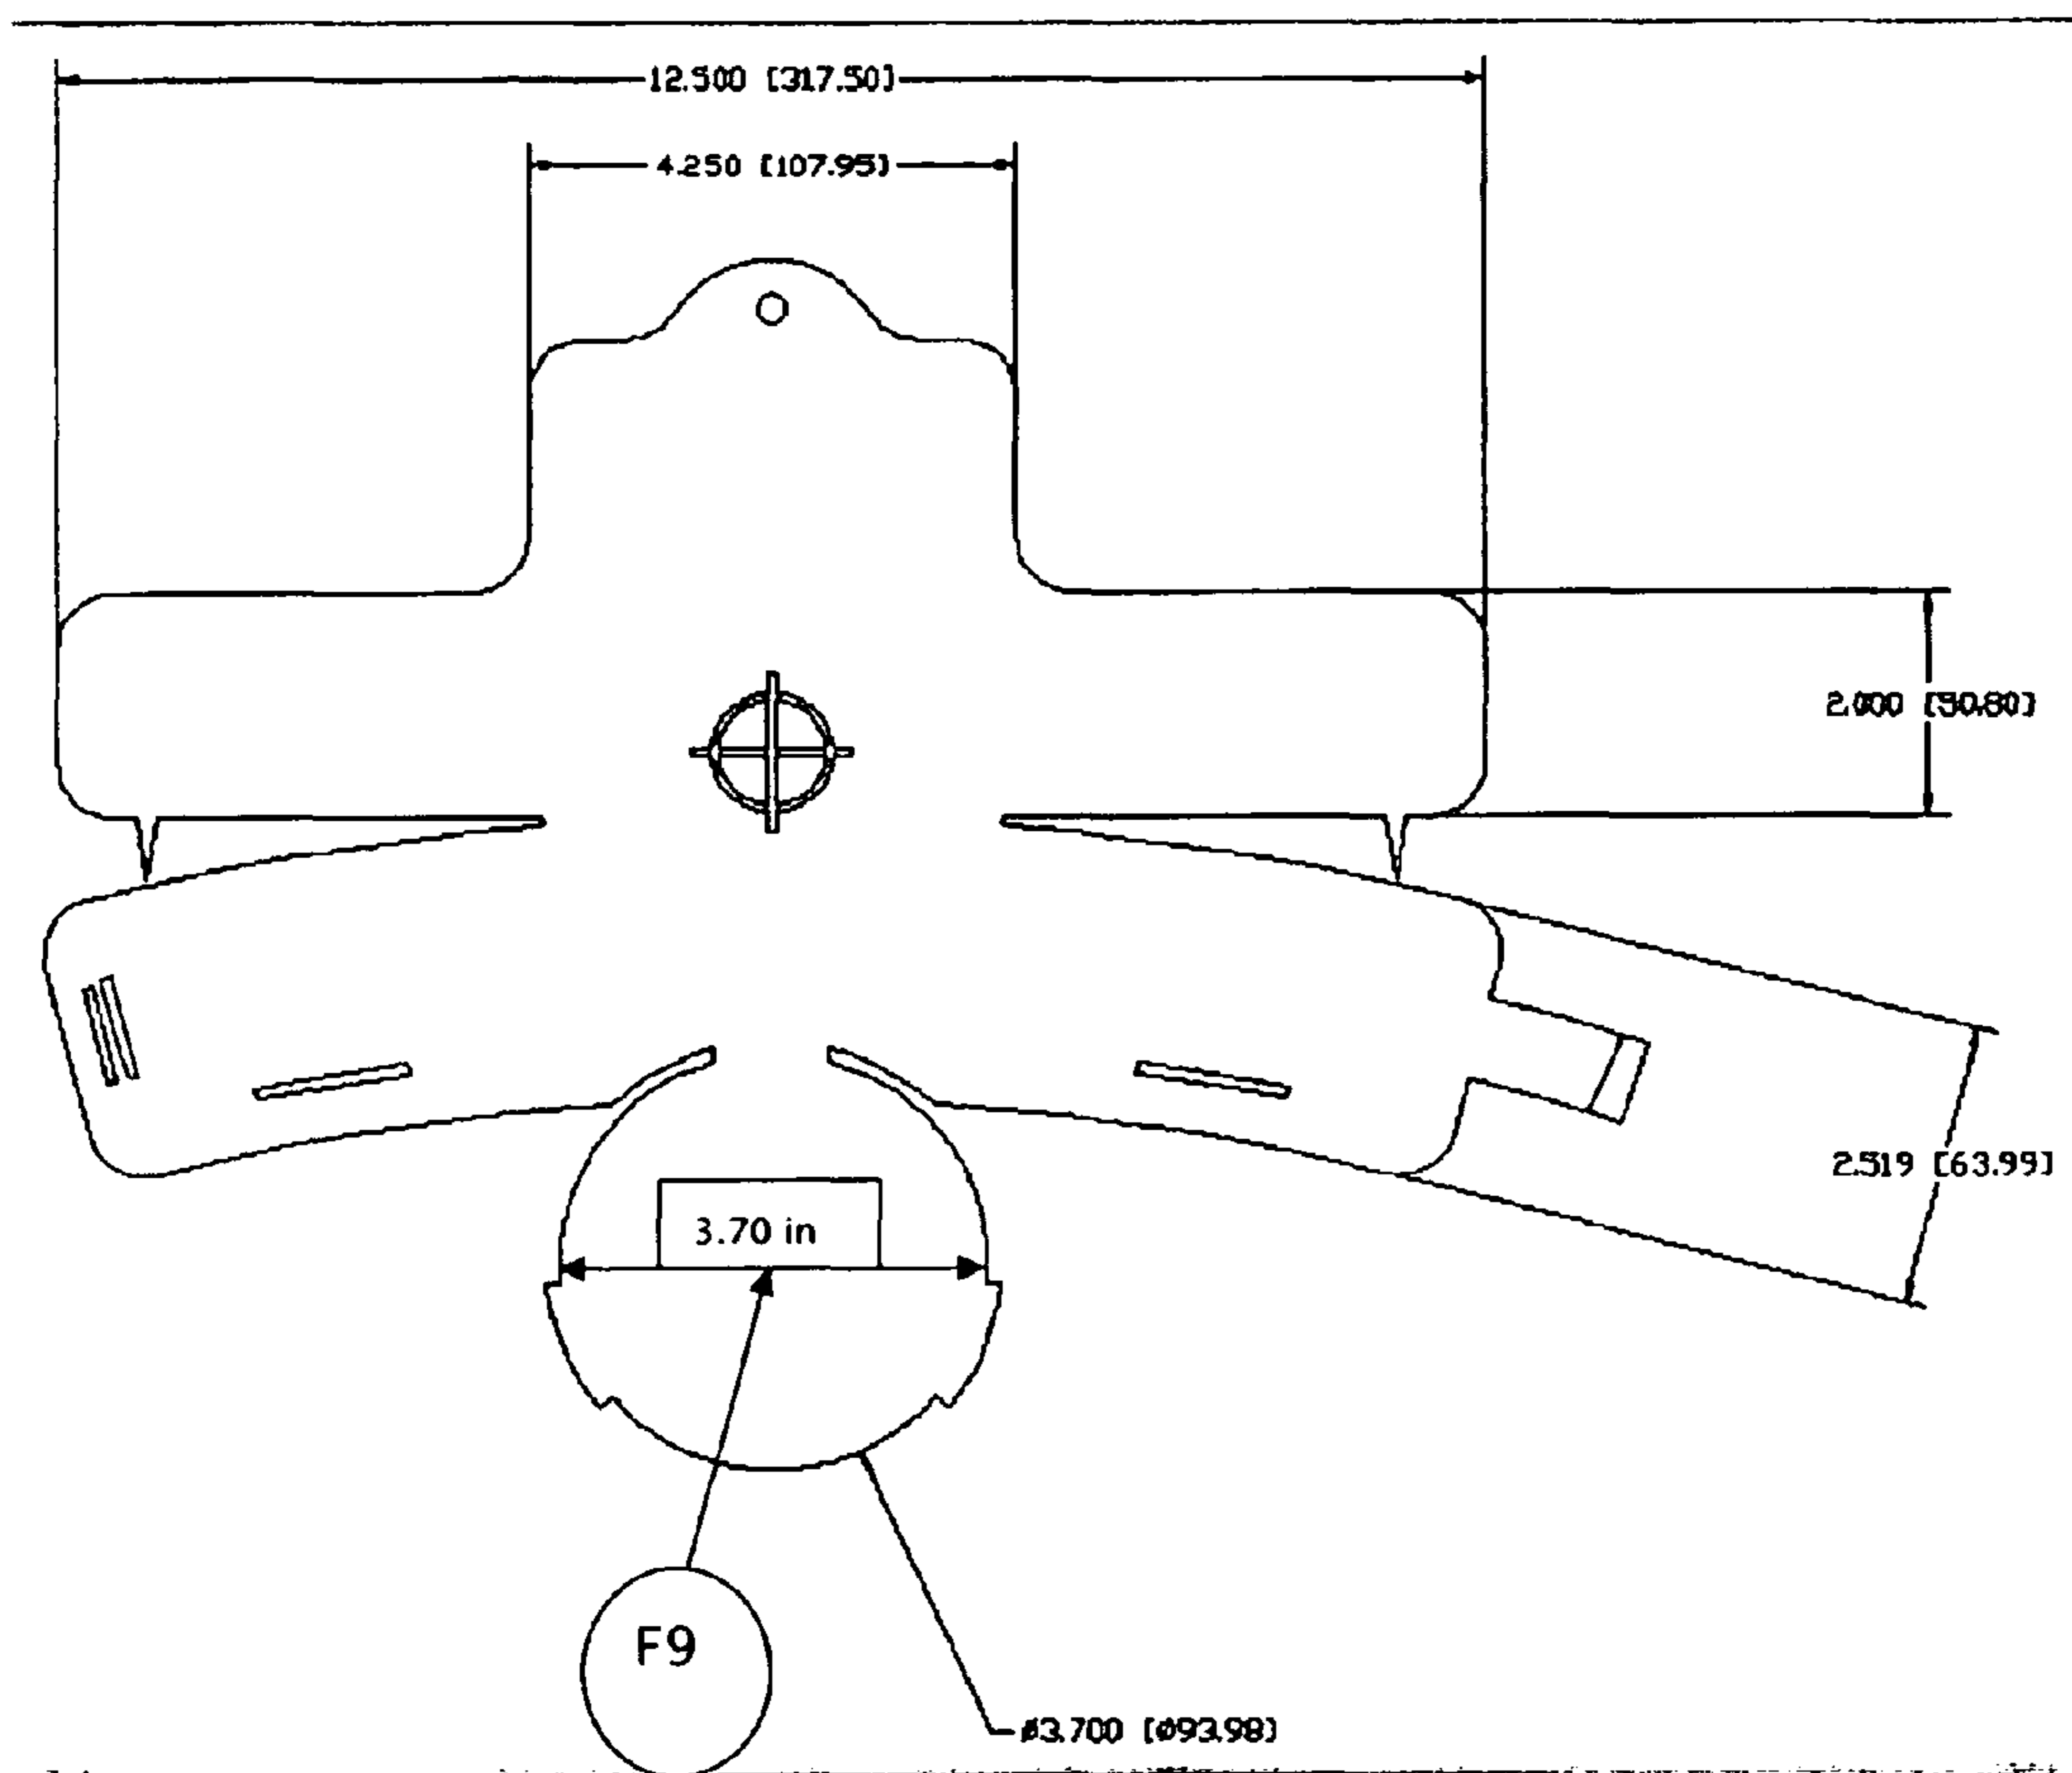 12.500 [317.50]
4.250 [107.95]
2.000 [50.80]
2.519 [63.99]
3.70 in
F9
ø3.700 [ø93.98]